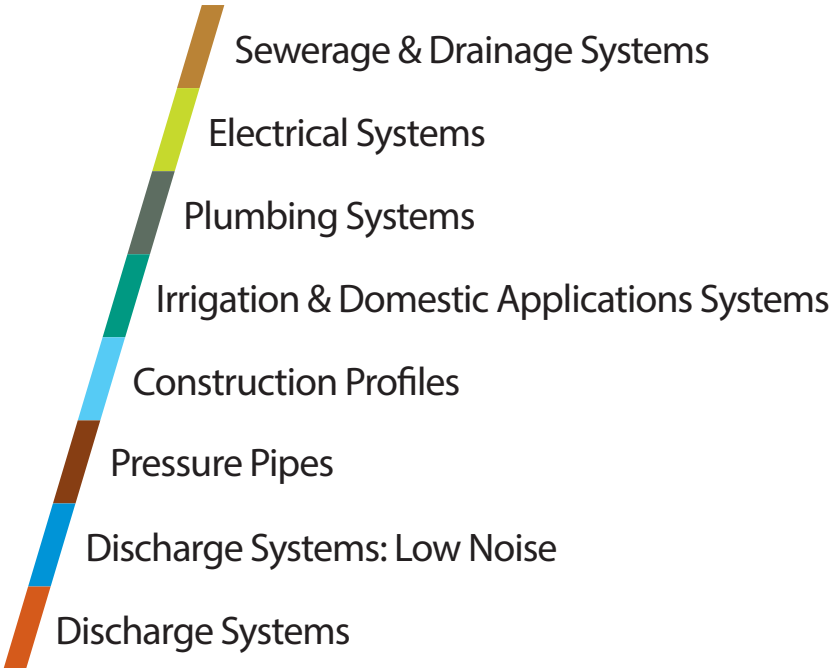 Sewerage & Drainage Systems
Electrical Systems
Plumbing Systems
Irrigation & Domestic Applications Systems
Construction Profiles
Pressure Pipes
Discharge Systems: Low Noise
Discharge Systems